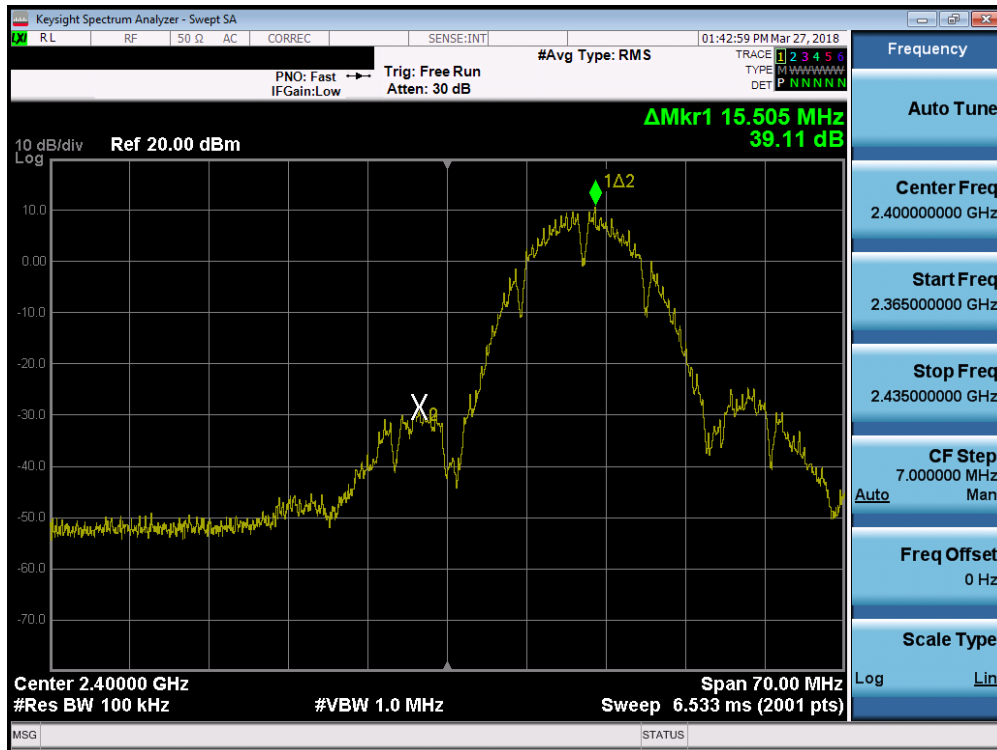 Keysight Spectrum Analyzer - Swept SA
LXI RL RF 50 Ω AC CORREC SENSE:INT 01:42:59 PM Mar 27, 2018
#Avg Type: RMS
TRACE 1 2 3 4 5 6
TYPE M WWWWW
DET P N N N N N
PNO: Fast
IFGain:Low
Trig: Free Run
Atten: 30 dB
ΔMkr1 15.505 MHz
39.11 dB
10 dB/div
Log
Ref 20.00 dBm
1Δ2
10.0
0.00
-10.0
-20.0
-30.0
-40.0
-50.0
-60.0
-70.0
Center 2.40000 GHz
Span 70.00 MHz
#Res BW 100 kHz
#VBW 1.0 MHz
Sweep 6.533 ms (2001 pts)
MSG
STATUS
Frequency
Auto Tune
Center Freq
2.400000000 GHz
Start Freq
2.365000000 GHz
Stop Freq
2.435000000 GHz
CF Step
7.000000 MHz
Auto Man
Freq Offset
0 Hz
Scale Type
Log Lin